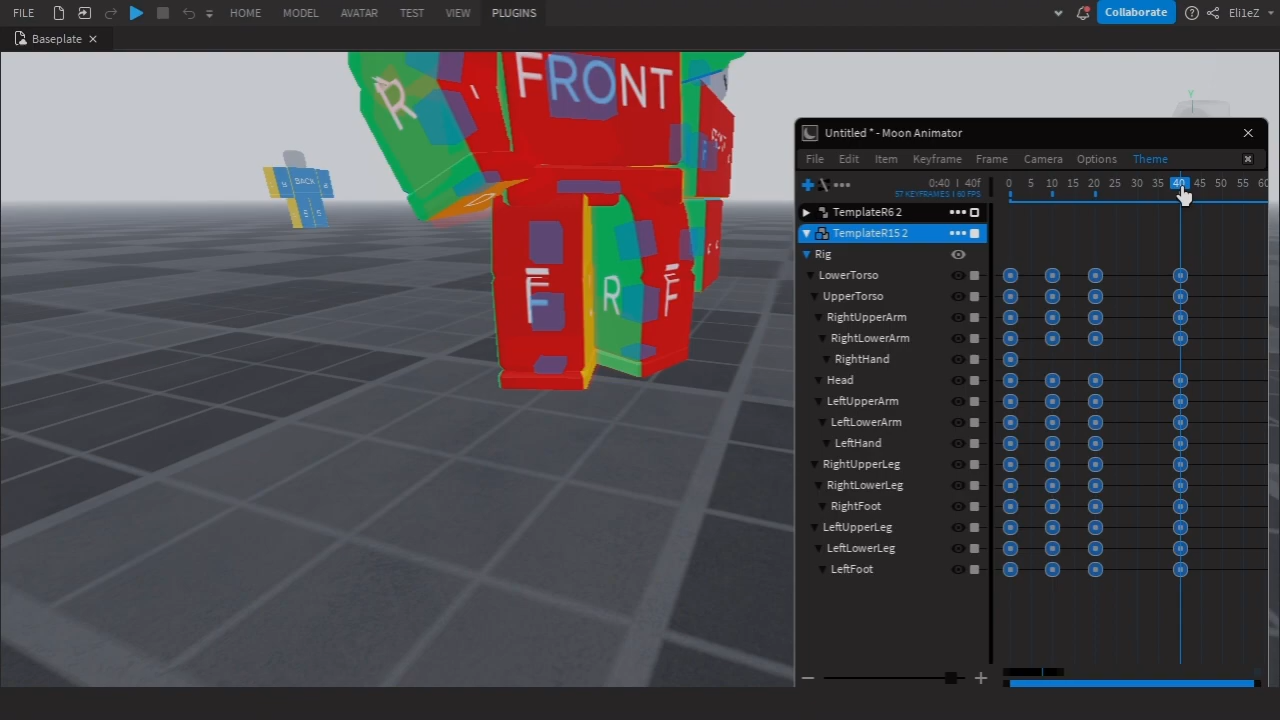 FILE HOME MODEL AVATAR TEST VIEW PLUGINS Collaborate Eli1eZ
Baseplate
R FRONT
BACK
F R F
Untitled * - Moon Animator
File Edit Item Keyframe Frame Camera Options Theme
0:40 | 40f 0 5 10 15 20 25 30 35 40 45 50 55 60
57 KEYFRAMES | 60 FPS
TemplateR6 2
TemplateR15 2
Rig
LowerTorso
UpperTorso
RightUpperArm
RightLowerArm
RightHand
Head
LeftUpperArm
LeftLowerArm
LeftHand
RightUpperLeg
RightLowerLeg
RightFoot
LeftUpperLeg
LeftLowerLeg
LeftFoot
Y